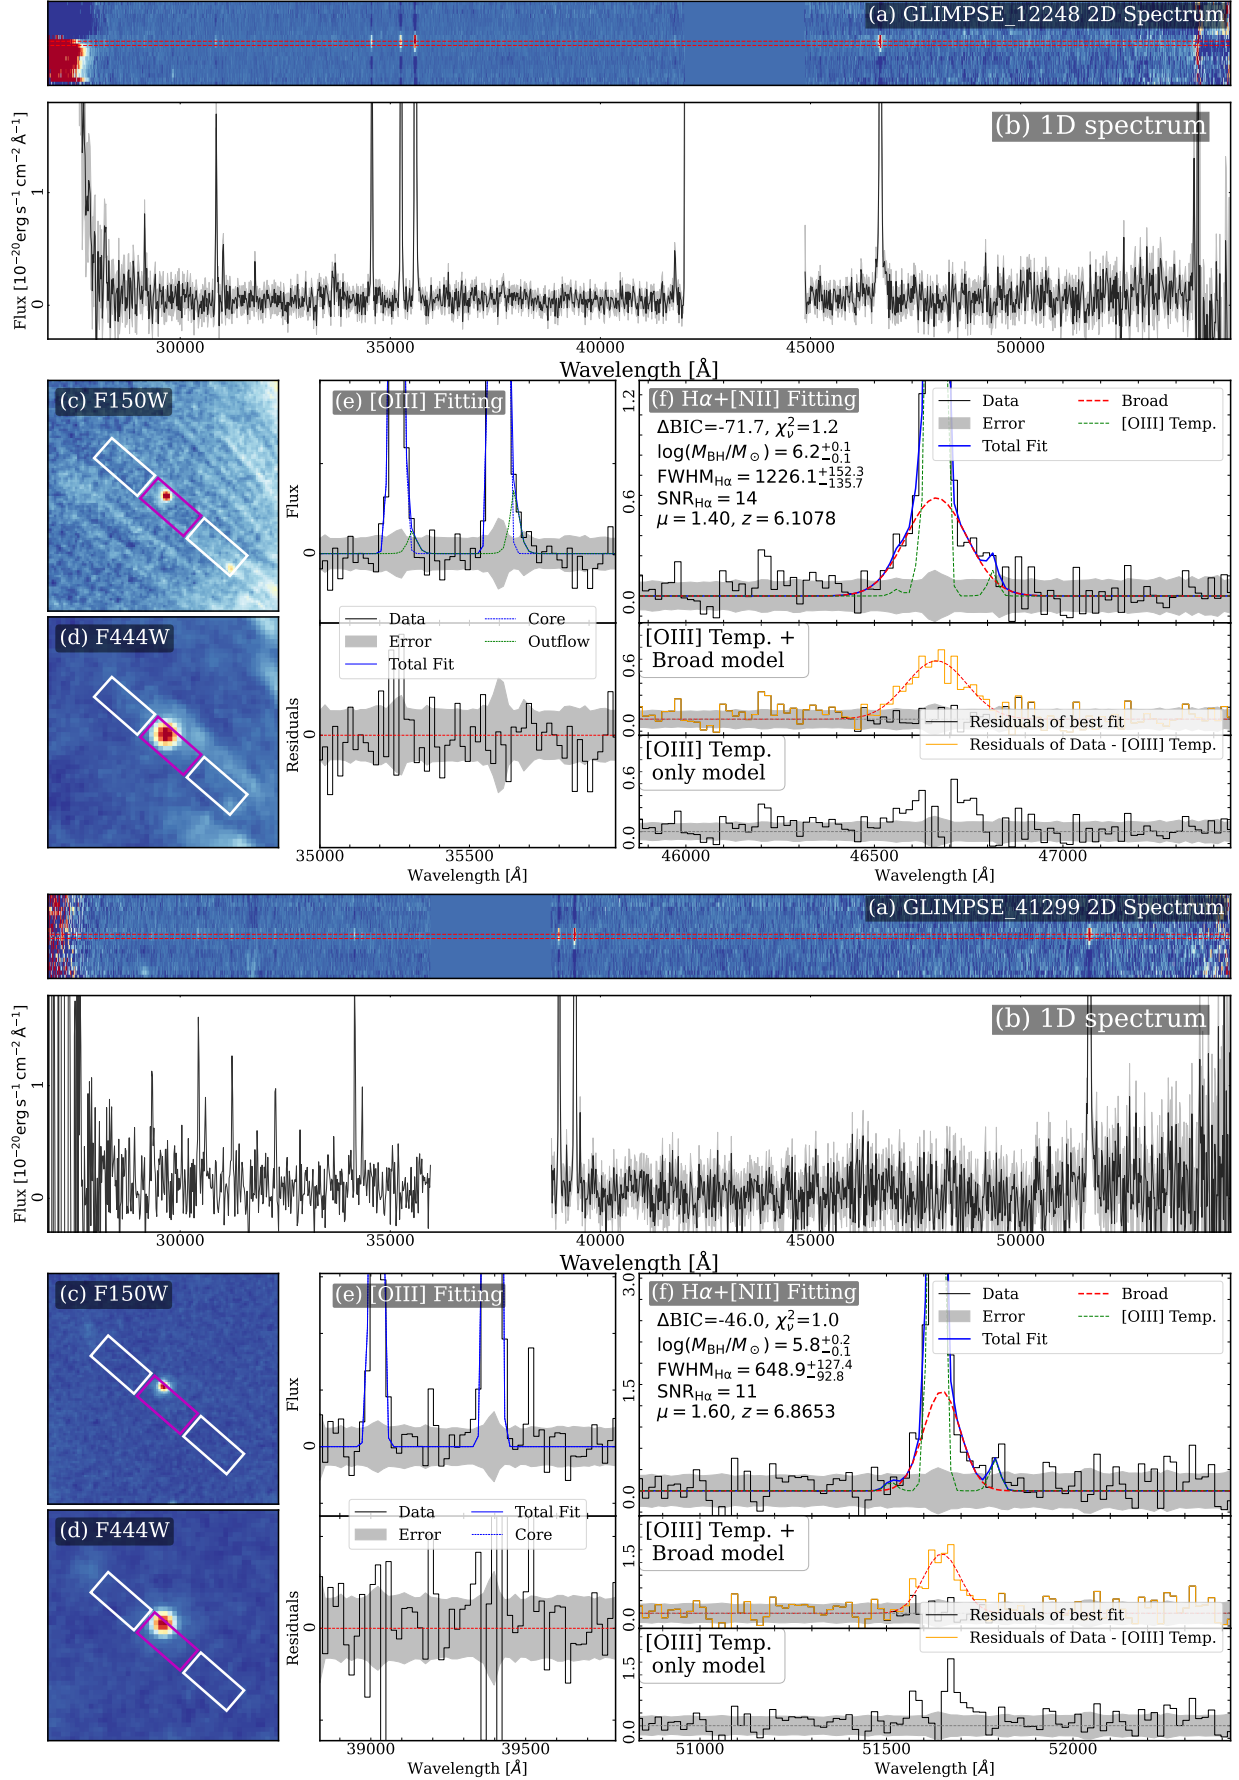 (a) GLIMPSE_12248 2D Spectrum
(b) 1D spectrum
Flux [10⁻²⁰erg s⁻¹ cm⁻² Å⁻¹]
1
0
30000 35000 40000 45000 50000
Wavelength [Å]
(c) F150W
(d) F444W
(e) [OIII] Fitting
Flux
0
Data
Error
Total Fit
Core
Outflow
Residuals
0
35000 35500
Wavelength [Å]
(f) Hα+[NII] Fitting
ΔBIC=-71.7, χ²ᵥ=1.2
log(M_BH/M_⊙) = 6.2^{+0.1}_{−0.1}
FWHM_Hα = 1226.1^{+152.3}_{−135.7}
SNR_Hα = 14
μ = 1.40, z = 6.1078
Data
Error
Total Fit
Broad
[OIII] Temp.
1.2
0.6
0.0
[OIII] Temp. +
Broad model
0.6
0.0
Residuals of best fit
Residuals of Data - [OIII] Temp.
[OIII] Temp.
only model
0.6
0.0
46000 46500 47000
Wavelength [Å]
(a) GLIMPSE_41299 2D Spectrum
(b) 1D spectrum
Flux [10⁻²⁰erg s⁻¹ cm⁻² Å⁻¹]
1
0
30000 35000 40000 45000 50000
Wavelength [Å]
(c) F150W
(d) F444W
(e) [OIII] Fitting
Flux
0
Data
Error
Total Fit
Core
Residuals
0
39000 39500
Wavelength [Å]
(f) Hα+[NII] Fitting
ΔBIC=-46.0, χ²ᵥ=1.0
log(M_BH/M_⊙) = 5.8^{+0.2}_{−0.1}
FWHM_Hα = 648.9^{+127.4}_{−92.8}
SNR_Hα = 11
μ = 1.60, z = 6.8653
Data
Error
Total Fit
Broad
[OIII] Temp.
3.0
1.5
0.0
[OIII] Temp. +
Broad model
1.5
0.0
Residuals of best fit
Residuals of Data - [OIII] Temp.
[OIII] Temp.
only model
1.5
0.0
51000 51500 52000
Wavelength [Å]